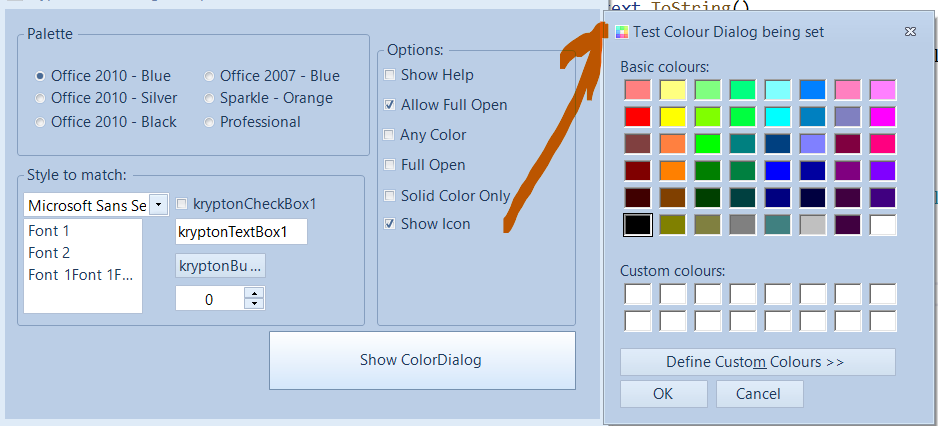 ext.ToString()
Palette
Office 2010 - Blue
Office 2007 - Blue
Office 2010 - Silver
Sparkle - Orange
Office 2010 - Black
Professional
Style to match:
Microsoft Sans Se
kryptonCheckBox1
Font 1
Font 2
Font 1Font 1F...
kryptonTextBox1
kryptonBu ...
0
Options:
Show Help
Allow Full Open
Any Color
Full Open
Solid Color Only
Show Icon
Show ColorDialog
Test Colour Dialog being set
Basic colours:
Custom colours:
Define Custom Colours >>
OK
Cancel